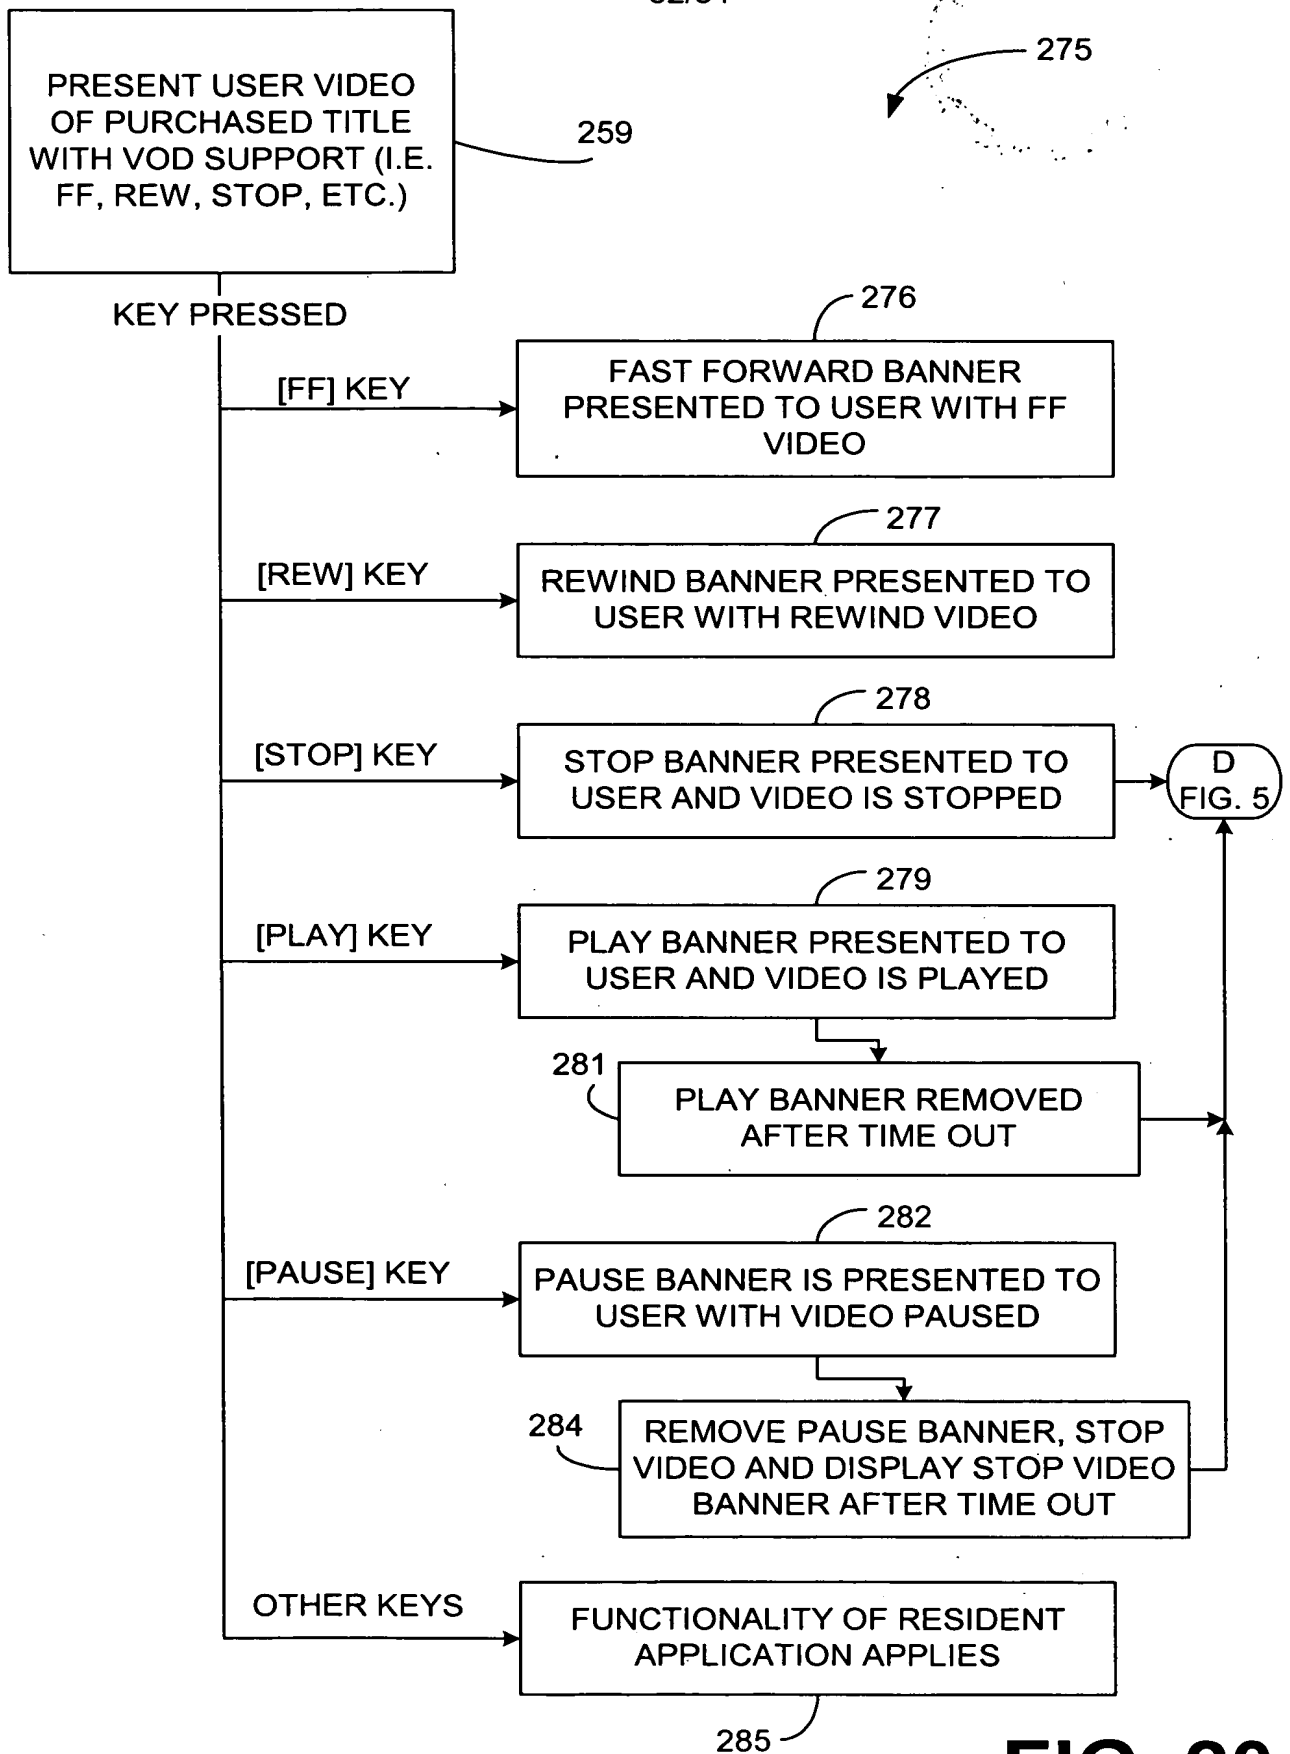 275
PRESENT USER VIDEO
OF PURCHASED TITLE
WITH VOD SUPPORT (I.E.
FF, REW, STOP, ETC.)
259
KEY PRESSED
276
[FF] KEY
FAST FORWARD BANNER
PRESENTED TO USER WITH FF
VIDEO
277
[REW] KEY
REWIND BANNER PRESENTED TO
USER WITH REWIND VIDEO
278
[STOP] KEY
STOP BANNER PRESENTED TO
USER AND VIDEO IS STOPPED
D
FIG. 5
279
[PLAY] KEY
PLAY BANNER PRESENTED TO
USER AND VIDEO IS PLAYED
281
PLAY BANNER REMOVED
AFTER TIME OUT
282
[PAUSE] KEY
PAUSE BANNER IS PRESENTED TO
USER WITH VIDEO PAUSED
284
REMOVE PAUSE BANNER, STOP
VIDEO AND DISPLAY STOP VIDEO
BANNER AFTER TIME OUT
OTHER KEYS
FUNCTIONALITY OF RESIDENT
APPLICATION APPLIES
285